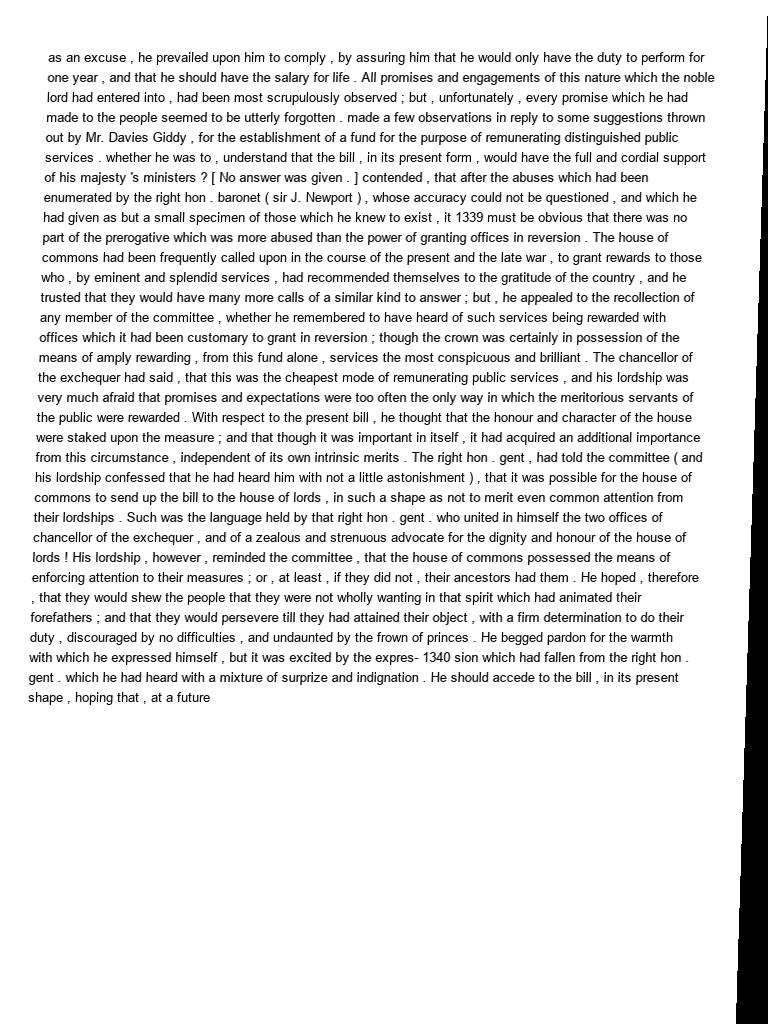 as an excuse , he prevailed upon him to comply , by assuring him that he would only have the duty to perform for
one year , and that he should have the salary for life . All promises and engagements of this nature which the noble
lord had entered into , had been most scrupulously observed ; but , unfortunately , every promise which he had
made to the people seemed to be utterly forgotten . made a few observations in reply to some suggestions thrown
out by Mr. Davies Giddy , for the establishment of a fund for the purpose of remunerating distinguished public
services . whether he was to , understand that the bill , in its present form , would have the full and cordial support
of his majesty 's ministers ? [ No answer was given . ] contended , that after the abuses which had been
enumerated by the right hon . baronet ( sir J. Newport ) , whose accuracy could not be questioned , and which he
had given as but a small specimen of those which he knew to exist , it 1339 must be obvious that there was no
part of the prerogative which was more abused than the power of granting offices in reversion . The house of
commons had been frequently called upon in the course of the present and the late war , to grant rewards to those
who , by eminent and splendid services , had recommended themselves to the gratitude of the country , and he
trusted that they would have many more calls of a similar kind to answer ; but , he appealed to the recollection of
any member of the committee , whether he remembered to have heard of such services being rewarded with
offices which it had been customary to grant in reversion ; though the crown was certainly in possession of the
means of amply rewarding , from this fund alone , services the most conspicuous and brilliant . The chancellor of
the exchequer had said , that this was the cheapest mode of remunerating public services , and his lordship was
very much afraid that promises and expectations were too often the only way in which the meritorious servants of
the public were rewarded . With respect to the present bill , he thought that the honour and character of the house
were staked upon the measure ; and that though it was important in itself , it had acquired an additional importance
from this circumstance , independent of its own intrinsic merits . The right hon . gent , had told the committee ( and
his lordship confessed that he had heard him with not a little astonishment ) , that it was possible for the house of
commons to send up the bill to the house of lords , in such a shape as not to merit even common attention from
their lordships . Such was the language held by that right hon . gent . who united in himself the two offices of
chancellor of the exchequer , and of a zealous and strenuous advocate for the dignity and honour of the house of
lords ! His lordship , however , reminded the committee , that the house of commons possessed the means of
enforcing attention to their measures ; or , at least , if they did not , their ancestors had them . He hoped , therefore
, that they would shew the people that they were not wholly wanting in that spirit which had animated their
forefathers ; and that they would persevere till they had attained their object , with a firm determination to do their
duty , discouraged by no difficulties , and undaunted by the frown of princes . He begged pardon for the warmth
with which he expressed himself , but it was excited by the expres- 1340 sion which had fallen from the right hon .
gent . which he had heard with a mixture of surprize and indignation . He should accede to the bill , in its present
shape , hoping that , at a future